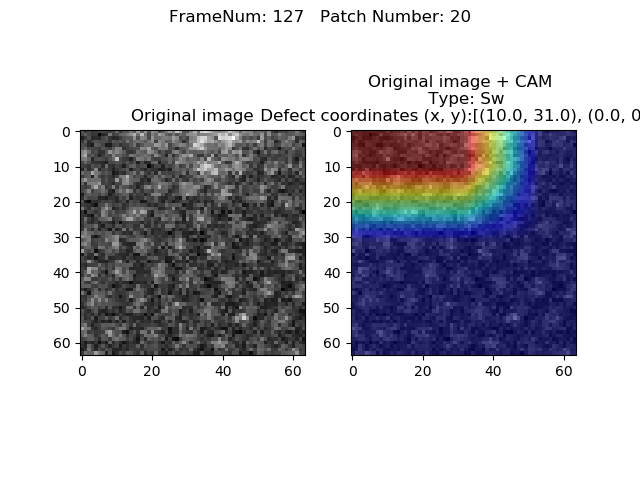 FrameNum: 127   Patch Number: 20
Original image + CAM
Type: Sw
Original image
Defect coordinates (x, y):[(10.0, 31.0), (0.0, 0
0
10
20
30
40
50
60
0 20 40 60
0
10
20
30
40
50
60
0 20 40 60